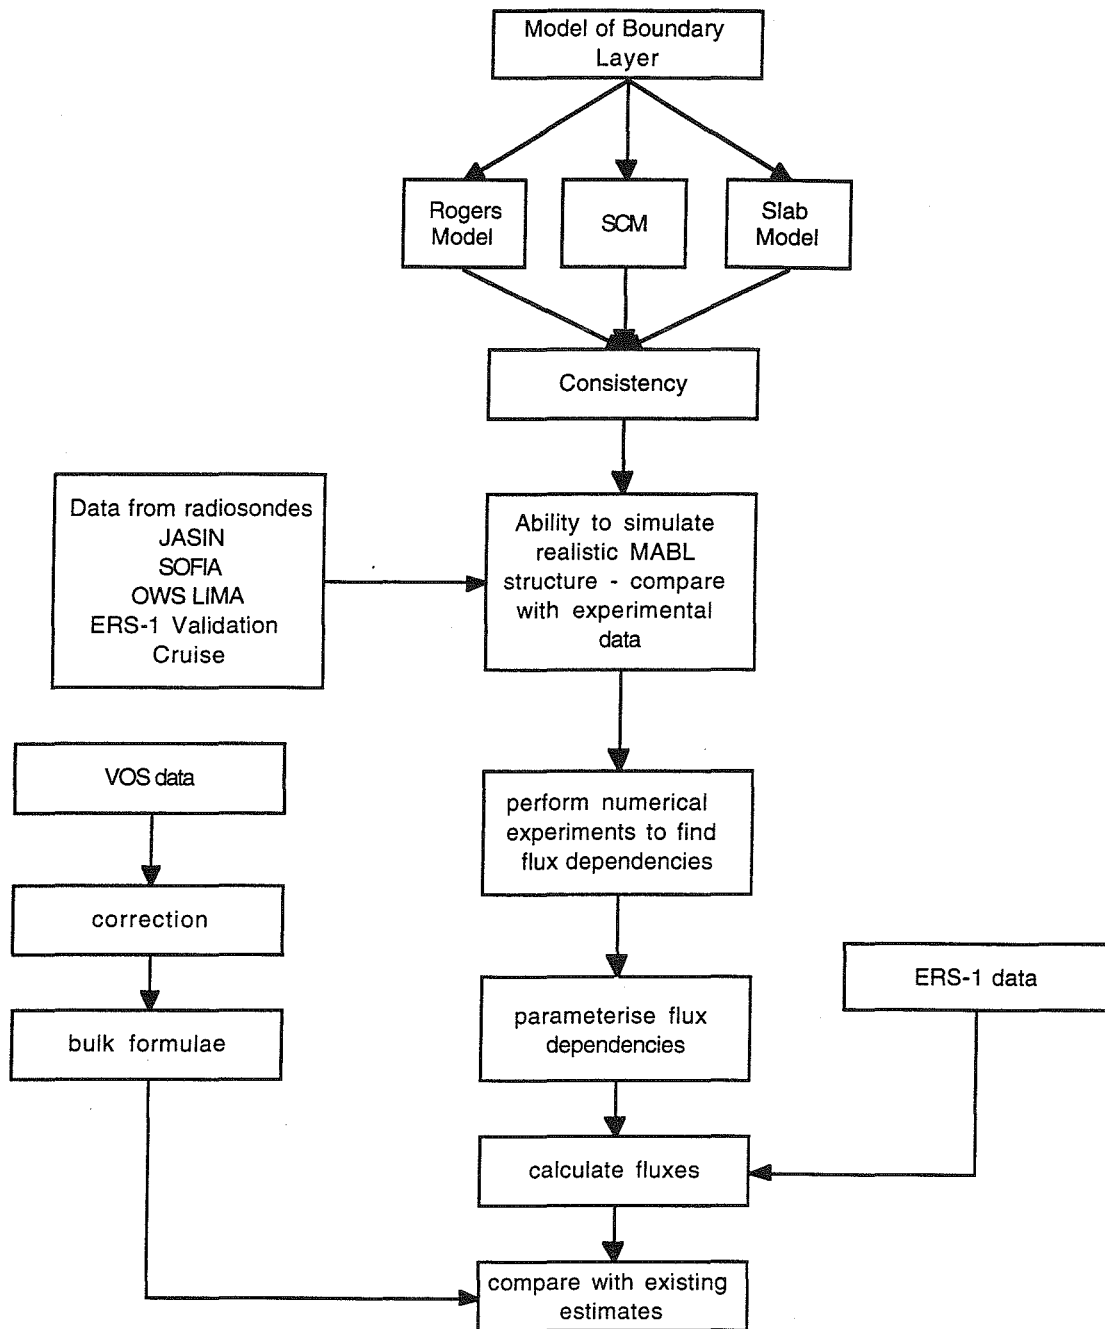 Model of Boundary
Layer
Rogers
Model
SCM
Slab
Model
Consistency
Data from radiosondes
JASIN
SOFIA
OWS LIMA
ERS-1 Validation
Cruise
Ability to simulate
realistic MABL
structure - compare
with experimental
data
VOS data
perform numerical
experiments to find
flux dependencies
correction
ERS-1 data
bulk formulae
parameterise flux
dependencies
calculate fluxes
compare with existing
estimates